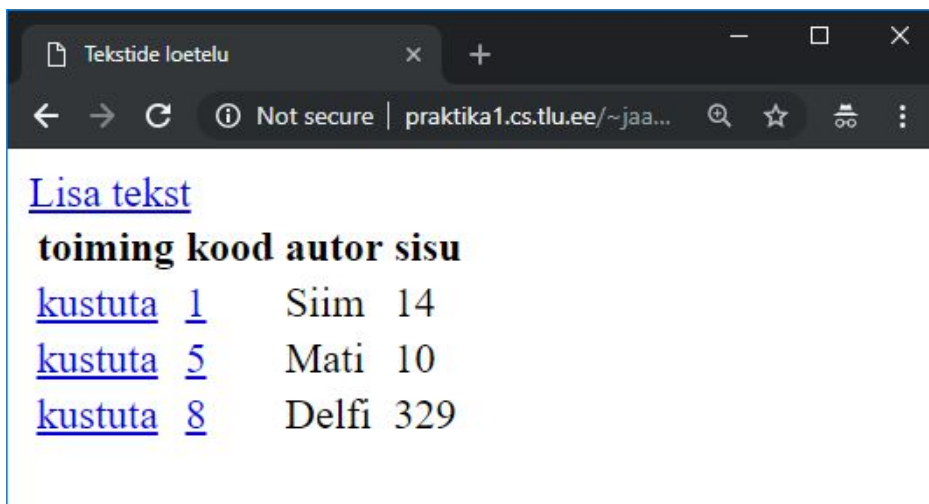 Tekstide loetelu
Not secure | praktika1.cs.tlu.ee/~jaa...
Lisa tekst
toiming kood autor sisu
kustuta 1 Siim 14
kustuta 5 Mati 10
kustuta 8 Delfi 329